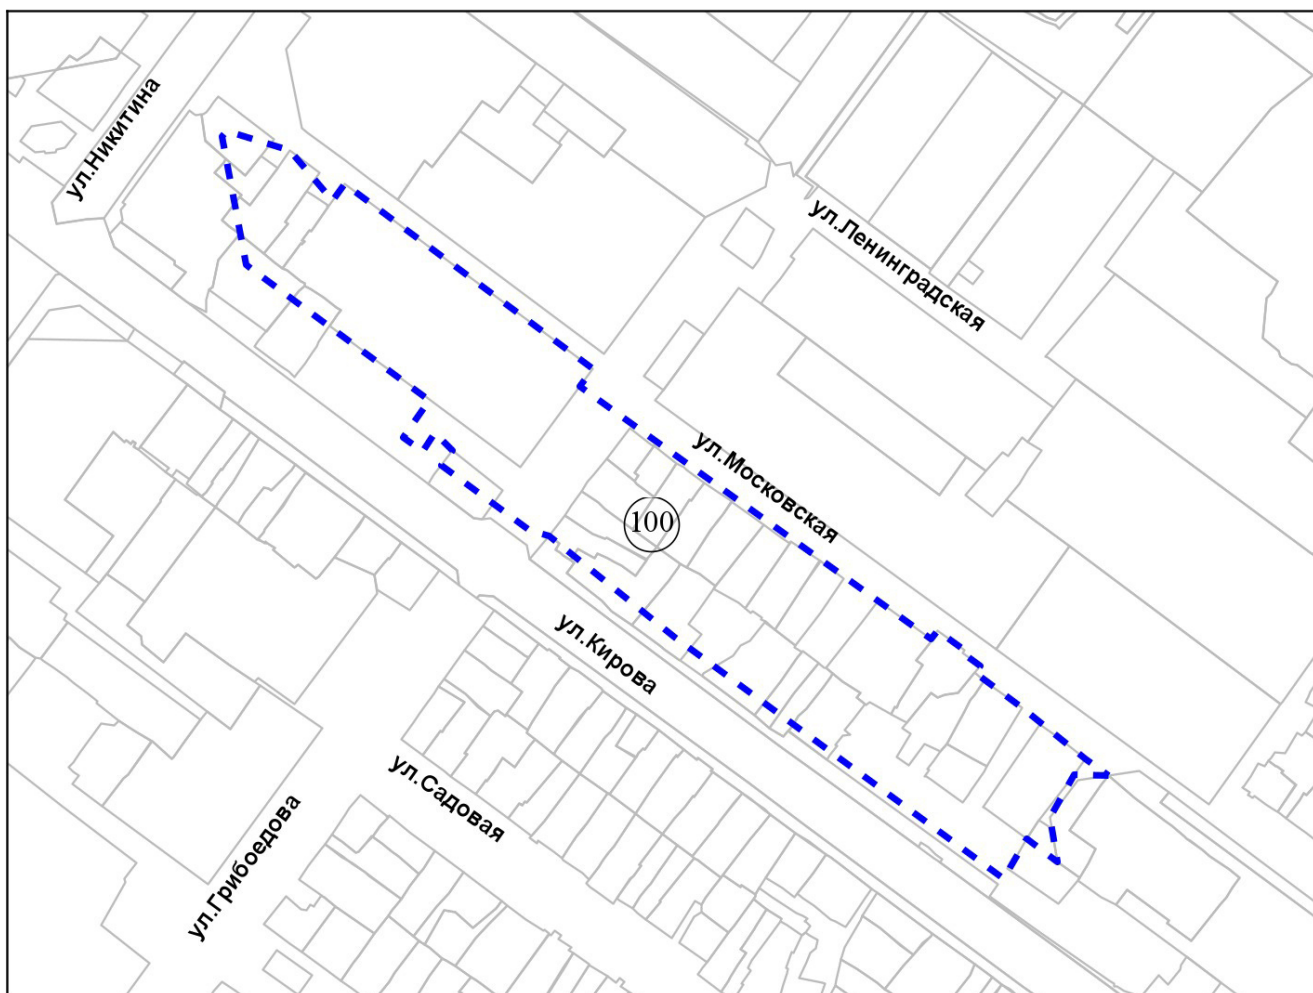 ул.Никитина
ул.Ленинградская
ул.Московская
100
ул.Кирова
ул.Садовая
ул.Грибоедова